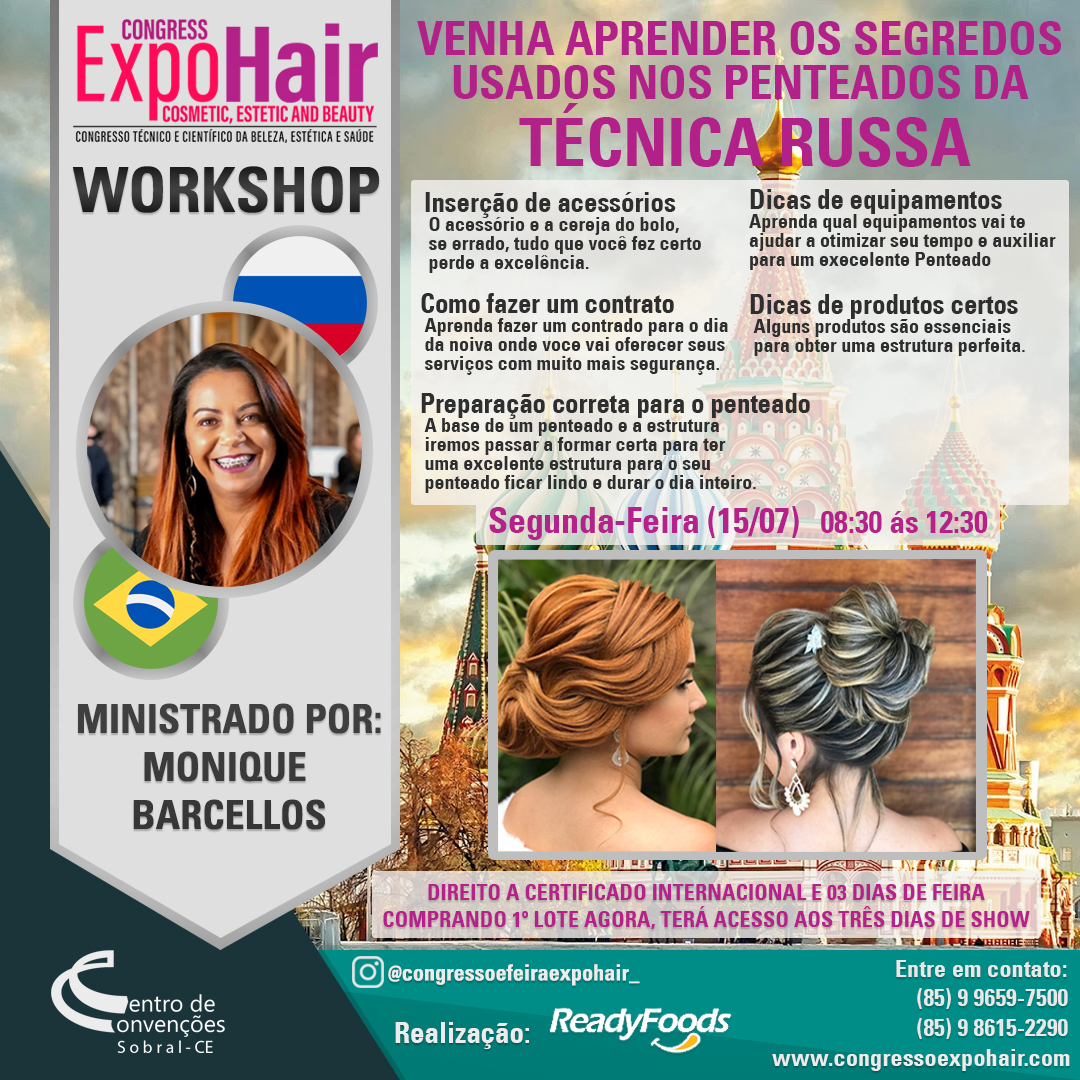 CONGRESS
ExpoHair
COSMETIC, ESTETIC AND BEAUTY
CONGRESSO TÉCNICO E CIENTÍFICO DA BELEZA, ESTÉTICA E SAÚDE
WORKSHOP
MINISTRADO POR:
MONIQUE
BARCELLOS
VENHA APRENDER OS SEGREDOS
USADOS NOS PENTEADOS DA
TÉCNICA RUSSA
Inserção de acessórios
O acessório e a cereja do bolo,
se errado, tudo que você fez certo
perde a excelência.
Dicas de equipamentos
Aprenda qual equipamentos vai te
ajudar a otimizar seu tempo e auxiliar
para um execelente Penteado
Como fazer um contrato
Aprenda fazer um contrado para o dia
da noiva onde voce vai oferecer seus
serviços com muito mais segurança.
Dicas de produtos certos
Alguns produtos são essenciais
para obter uma estrutura perfeita.
Preparação correta para o penteado
A base de um penteado e a estrutura
iremos passar a formar certa para ter
uma excelente estrutura para o seu
penteado ficar lindo e durar o dia inteiro.
Segunda-Feira (15/07) 08:30 ás 12:30
DIREITO A CERTIFICADO INTERNACIONAL E 03 DIAS DE FEIRA
COMPRANDO 1º LOTE AGORA, TERÁ ACESSO AOS TRÊS DIAS DE SHOW
Centro de
Convenções
Sobral-CE
@congressoefeiraexpohair_
Realização: ReadyFoods
Entre em contato:
(85) 9 9659-7500
(85) 9 8615-2290
www.congressoexpohair.com